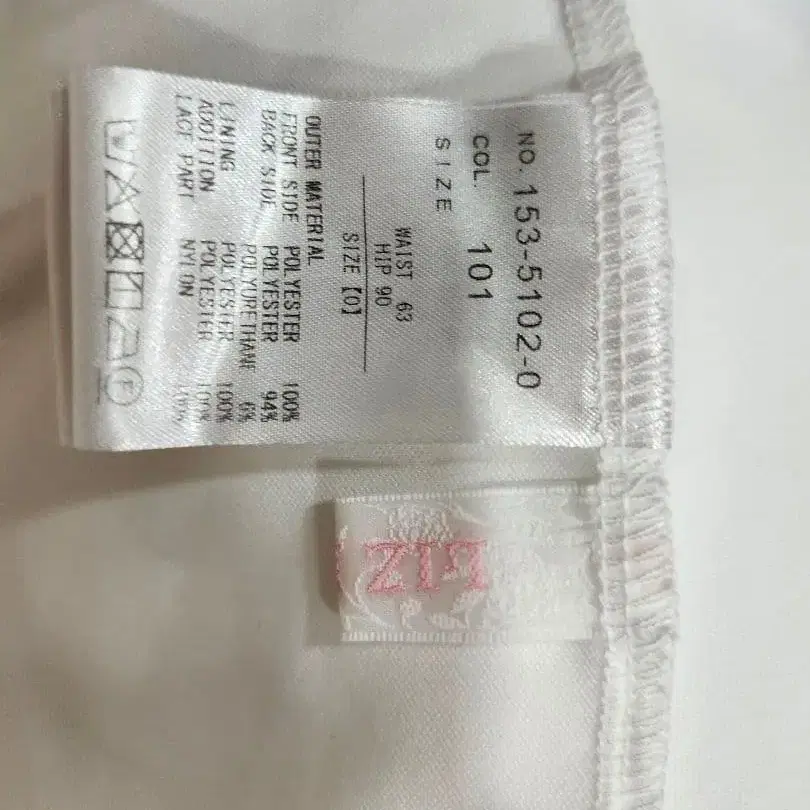 NO. 153-5102-0
COL. 101
SIZE
WAIST 63
HIP 90
SIZE [0]
OUTER MATERIAL
FRONT SIDE POLYESTER 100%
BACK SIDE POLYESTER 94%
POLYURETHANE 6%
LINING POLYESTER 100%
ADDITION POLYESTER 100%
LACE PART NYLON 100%
F
LIZ